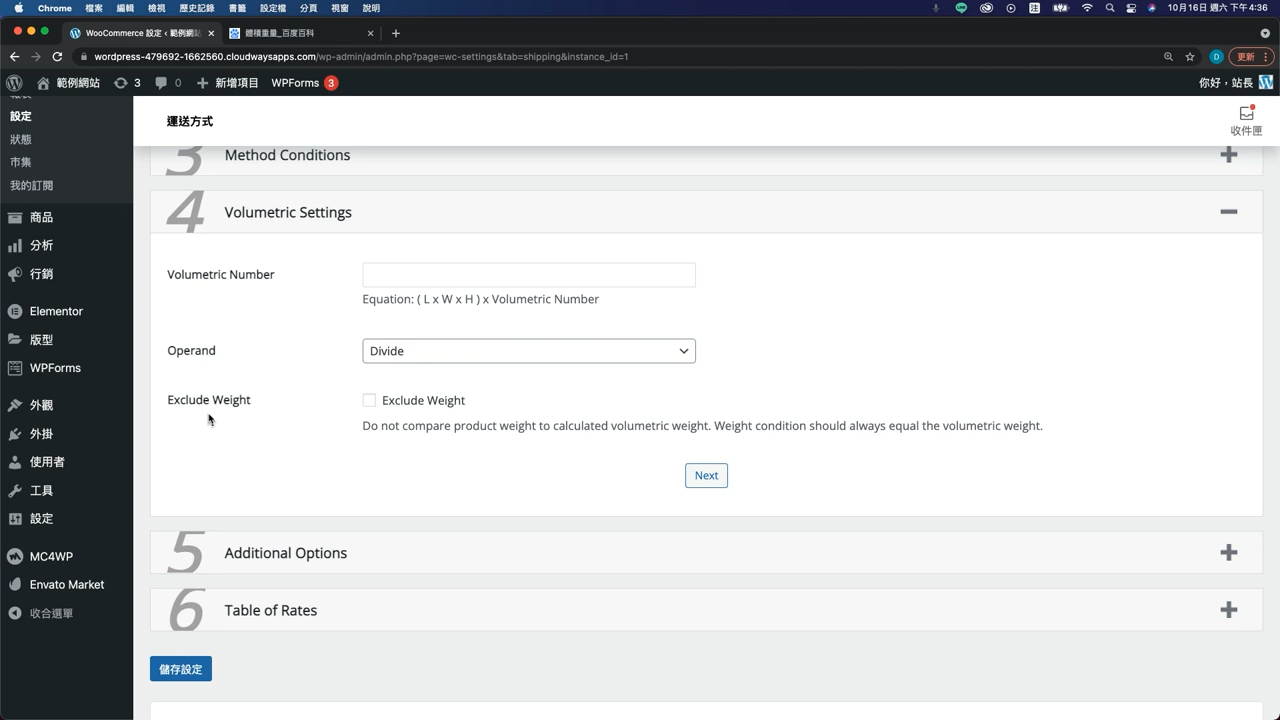 Chrome 檔案 編輯 檢視 歷史記錄 書籤 設定檔 分頁 視窗 說明 10月16日 週六 下午4:36
WooCommerce 設定 ‹ 範例網站 體積重量_百度百科
wordpress-479692-1662560.cloudwaysapps.com/wp-admin/admin.php?page=wc-settings&tab=shipping&instance_id=1 D 更新
範例網站 3 0 新增項目 WPForms 3 你好，站長
設定
狀態
市集
我的訂閱
商品
分析
行銷
Elementor
版型
WPForms
外觀
外掛
使用者
工具
設定
MC4WP
Envato Market
收合選單
運送方式 收件匣
3 Method Conditions
4 Volumetric Settings
Volumetric Number
Equation: ( L x W x H ) x Volumetric Number
Operand Divide
Exclude Weight Exclude Weight
Do not compare product weight to calculated volumetric weight. Weight condition should always equal the volumetric weight.
Next
5 Additional Options
6 Table of Rates
儲存設定